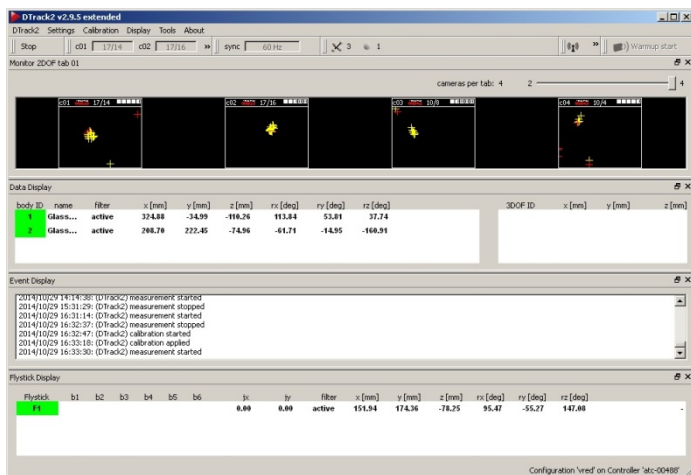 DTrack2 v2.9.5 extended
DTrack2 Settings Calibration Display Tools About
Stop c01 17/14 c02 17/16 » sync 60 Hz 3 1 » Warmup start
Monitor 2DOF tab 01
cameras per tab: 4 2 4
c01 17/14 c02 17/16 c03 10/8 c04 10/4
Data Display
body ID name filter x [mm] y [mm] z [mm] rx [deg] ry [deg] rz [deg] 3DOF ID x [mm] y [mm] z [mm]
1 Glass... active 324.88 -34.99 -110.26 113.84 53.81 37.74
2 Glass... active 208.70 222.45 -74.96 -61.71 -14.95 -160.91
Event Display
2014/10/29 14:14:38: (DTrack2) measurement started
2014/10/29 15:31:29: (DTrack2) measurement stopped
2014/10/29 16:31:14: (DTrack2) measurement started
2014/10/29 16:32:37: (DTrack2) measurement stopped
2014/10/29 16:32:47: (DTrack2) calibration started
2014/10/29 16:33:18: (DTrack2) calibration applied
2014/10/29 16:33:30: (DTrack2) measurement started
Flystick Display
Flystick b1 b2 b3 b4 b5 b6 jx jy filter x [mm] y [mm] z [mm] rx [deg] ry [deg] rz [deg]
F1 0.00 0.00 active 151.94 174.36 -78.25 95.47 -55.27 147.08 -
Configuration 'vred' on Controller 'atc-00488'